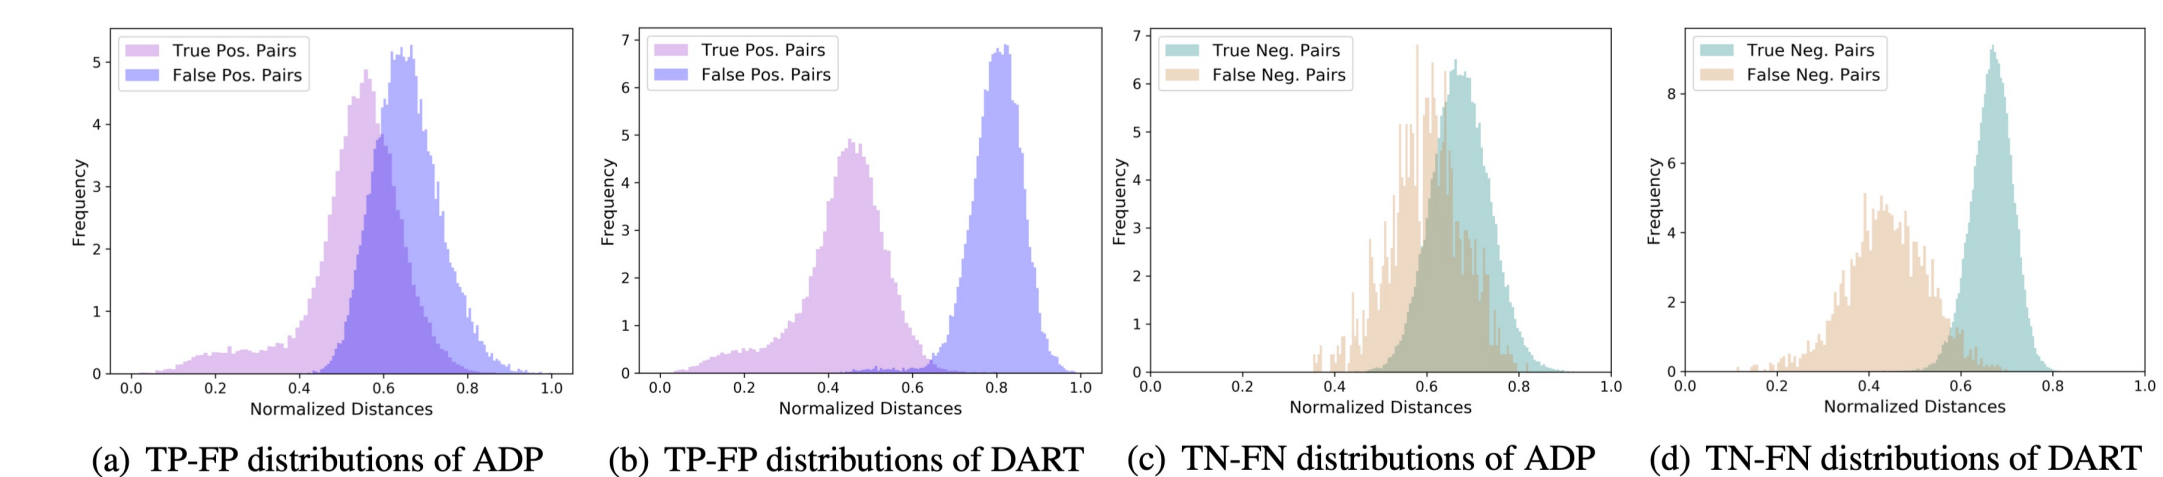 True Pos. Pairs
False Pos. Pairs
5
4
3
2
1
0
Frequency
0.0 0.2 0.4 0.6 0.8 1.0
Normalized Distances
(a) TP-FP distributions of ADP
True Pos. Pairs
False Pos. Pairs
7
6
5
4
3
2
1
0
Frequency
0.0 0.2 0.4 0.6 0.8 1.0
Normalized Distances
(b) TP-FP distributions of DART
True Neg. Pairs
False Neg. Pairs
7
6
5
4
3
2
1
0
Frequency
0.0 0.2 0.4 0.6 0.8 1.0
Normalized Distances
(c) TN-FN distributions of ADP
True Neg. Pairs
False Neg. Pairs
8
6
4
2
0
Frequency
0.0 0.2 0.4 0.6 0.8 1.0
Normalized Distances
(d) TN-FN distributions of DART